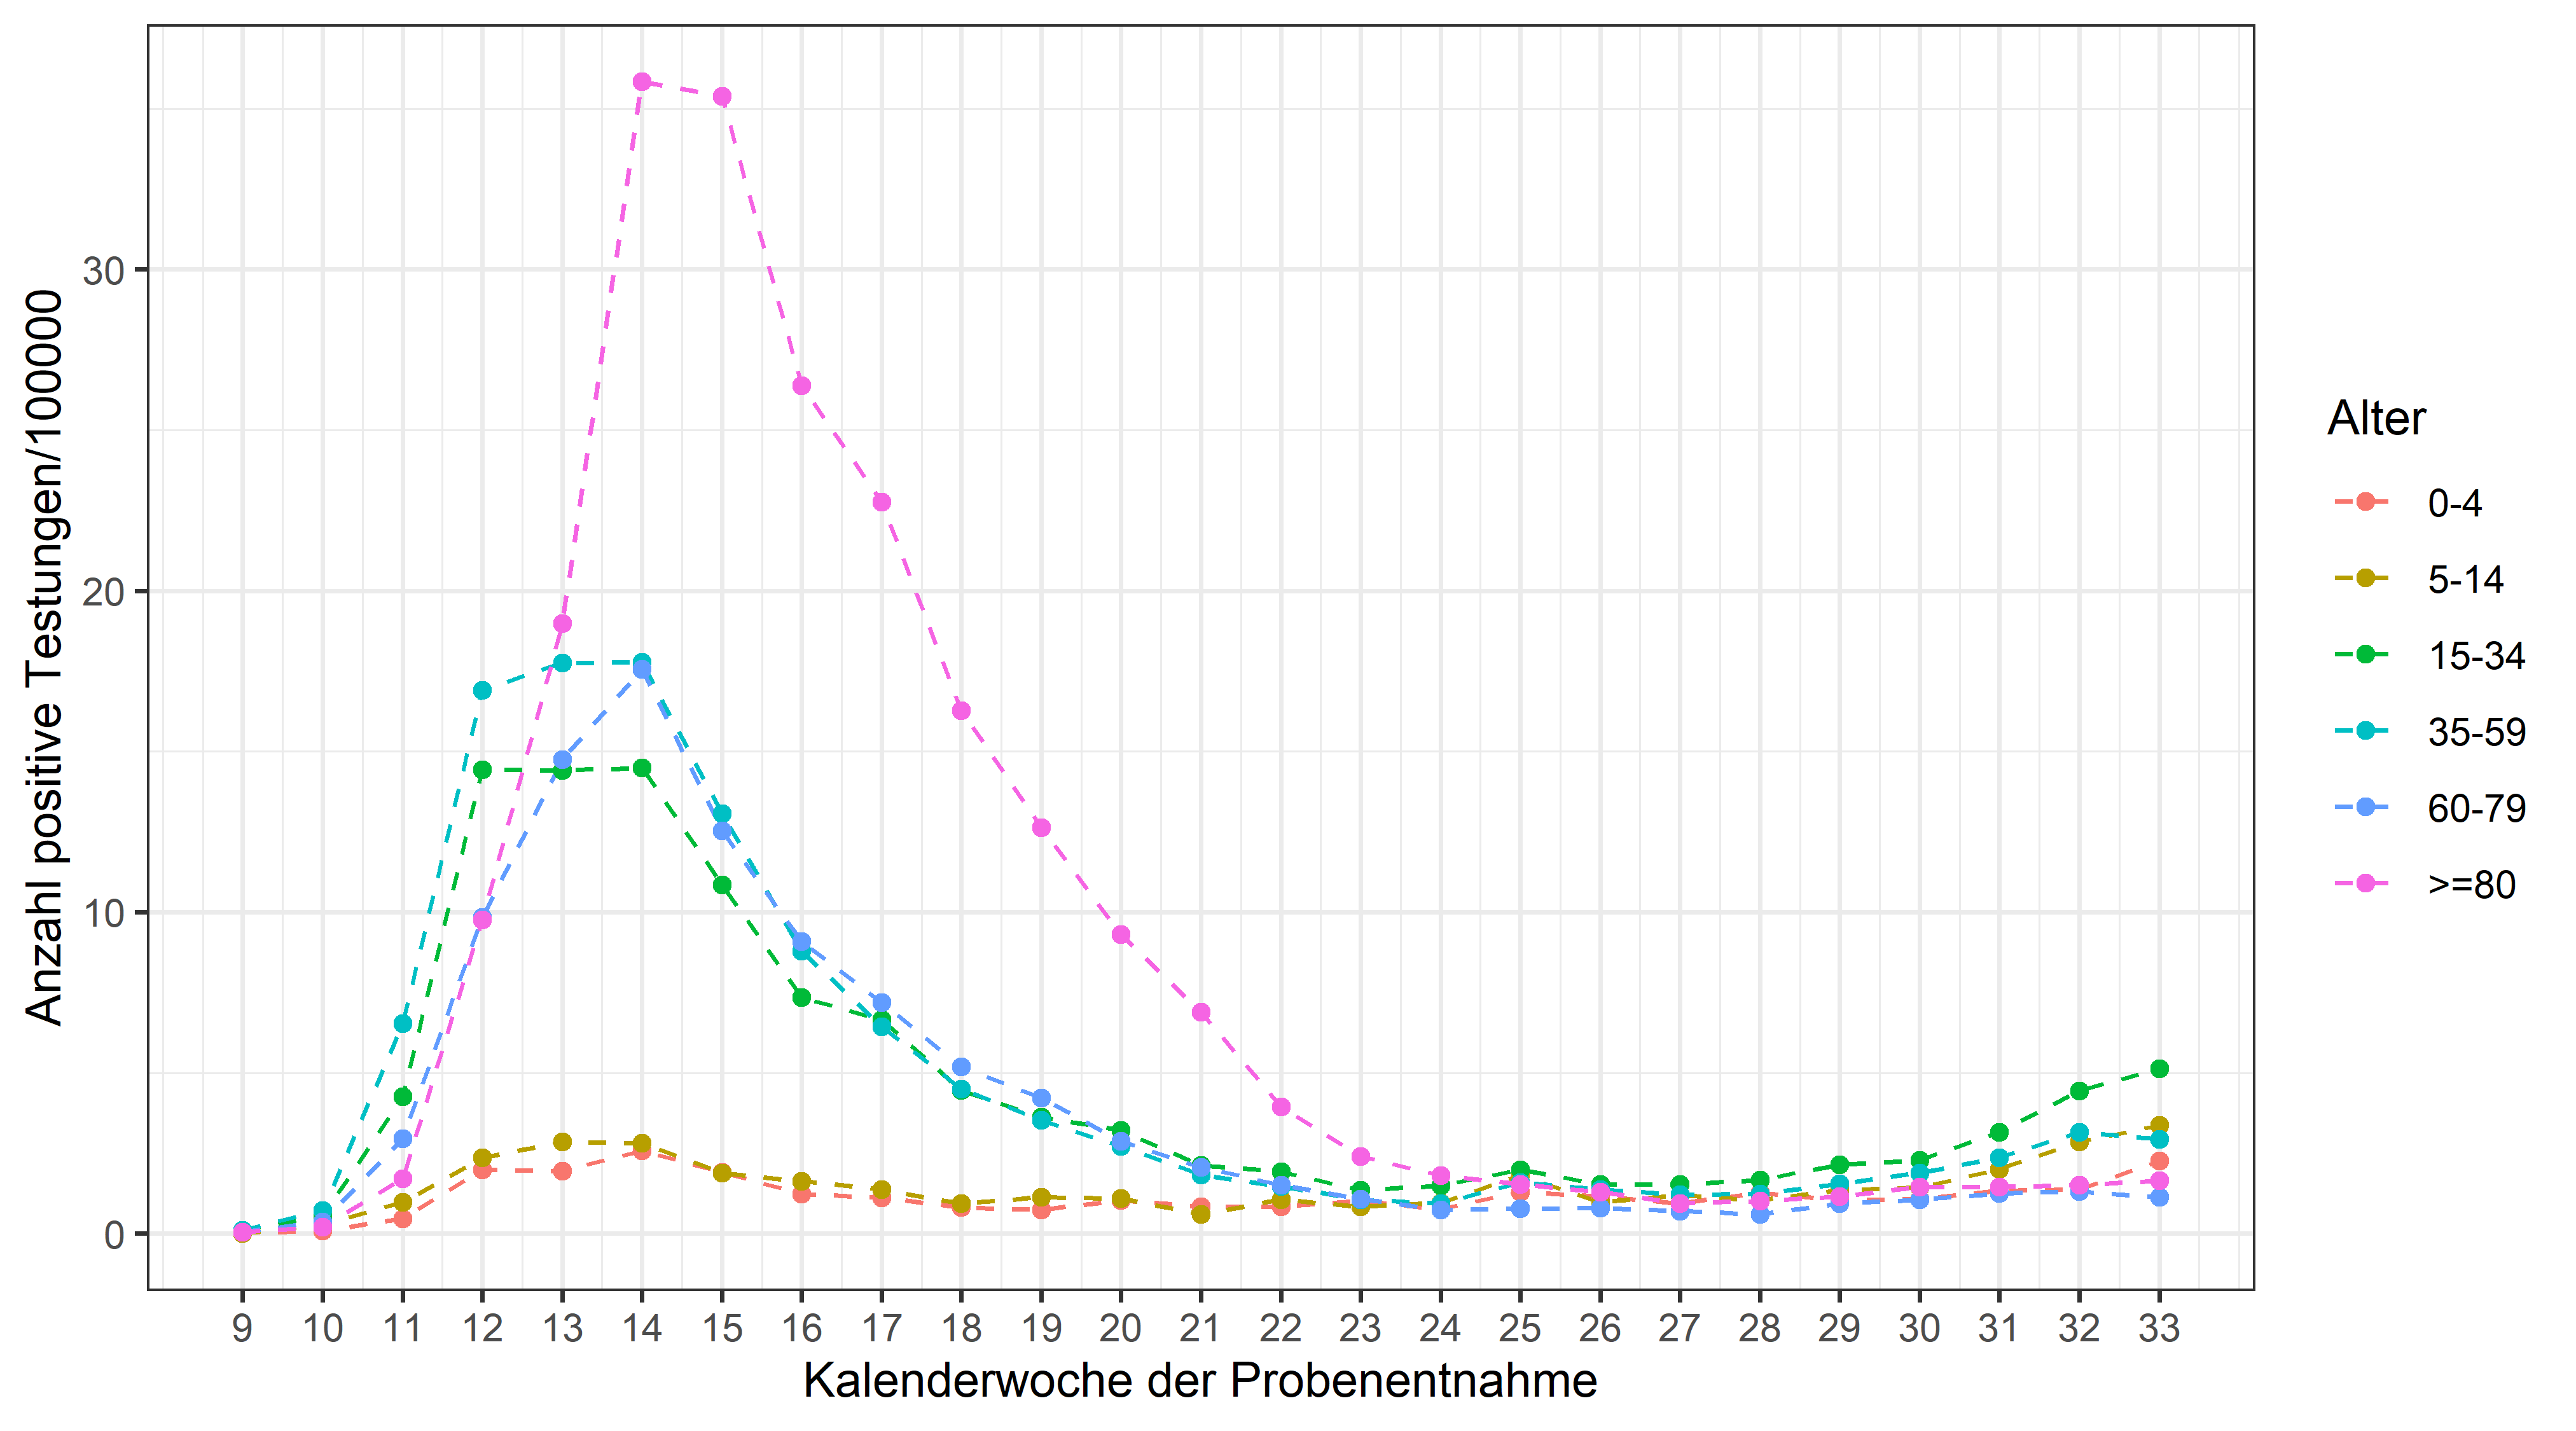 Anzahl positive Testungen/100000
30
20
10
0
9 10 11 12 13 14 15 16 17 18 19 20 21 22 23 24 25 26 27 28 29 30 31 32 33
Kalenderwoche der Probenentnahme
Alter
0-4
5-14
15-34
35-59
60-79
>=80